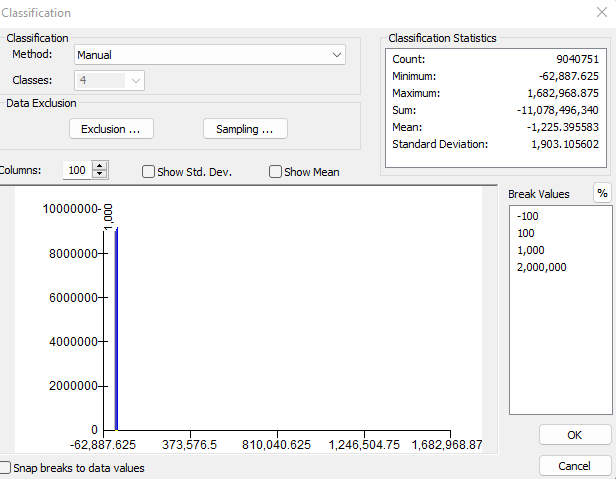 Classification
Classification
Method: Manual
Classes: 4
Data Exclusion
Exclusion ...
Sampling ...
Classification Statistics
Count: 9040751
Minimum: -62,887.625
Maximum: 1,682,968.875
Sum: -11,078,496,340
Mean: -1,225.395583
Standard Deviation: 1,903.105602
Columns: 100
Show Std. Dev.
Show Mean
Break Values
%
-100
100
1,000
2,000,000
1,000
10000000
8000000
6000000
4000000
2000000
0
-62,887.625 373,576.5 810,040.625 1,246,504.75 1,682,968.87
OK
Snap breaks to data values
Cancel